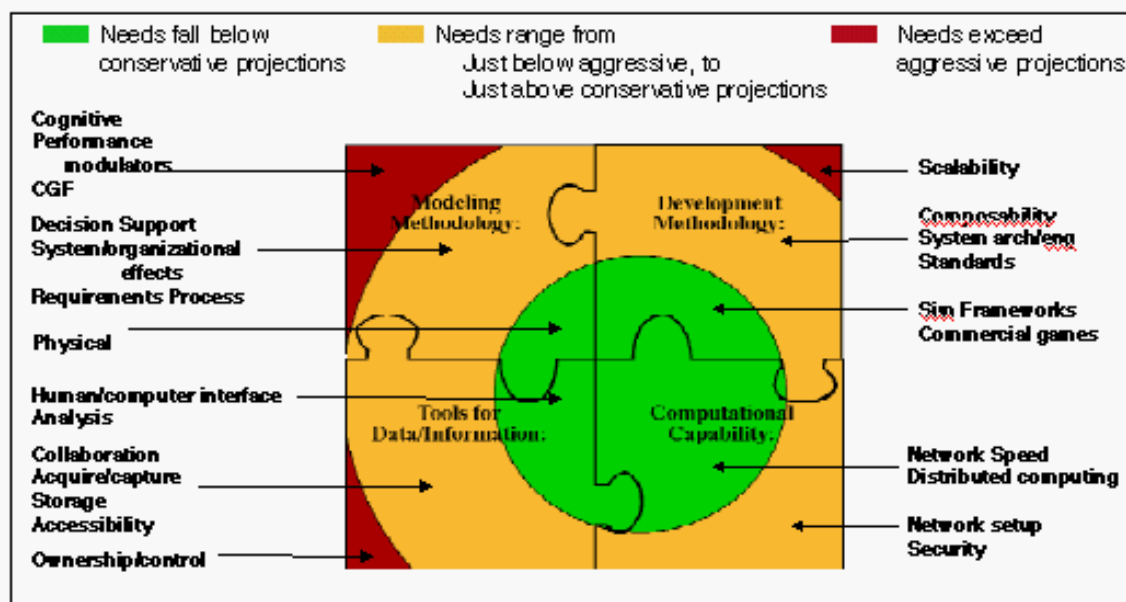 Needs fall below
conservative projections
Needs range from
Just below aggressive, to
Just above conservative projections
Needs exceed
aggressive projections
Cognitive
Performance
modulators
CGF
Decision Support
System/organizational
effects
Requirements Process
Physical
Human/computer interface
Analysis
Collaboration
Acquire/capture
Storage
Accessibility
Ownership/control
Modeling
Methodology:
Development
Methodology:
Tools for
Data/Information:
Computational
Capability:
Scalability
Composability
System arch/eng
Standards
Sim Frameworks
Commercial games
Network Speed
Distributed computing
Network setup
Security